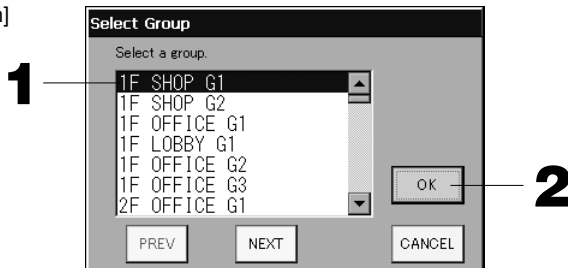 n]
Select Group
Select a group.
1
1F SHOP G1
1F SHOP G2
1F OFFICE G1
1F LOBBY G1
1F OFFICE G2
1F OFFICE G3
2F OFFICE G1
OK
2
PREV
NEXT
CANCEL